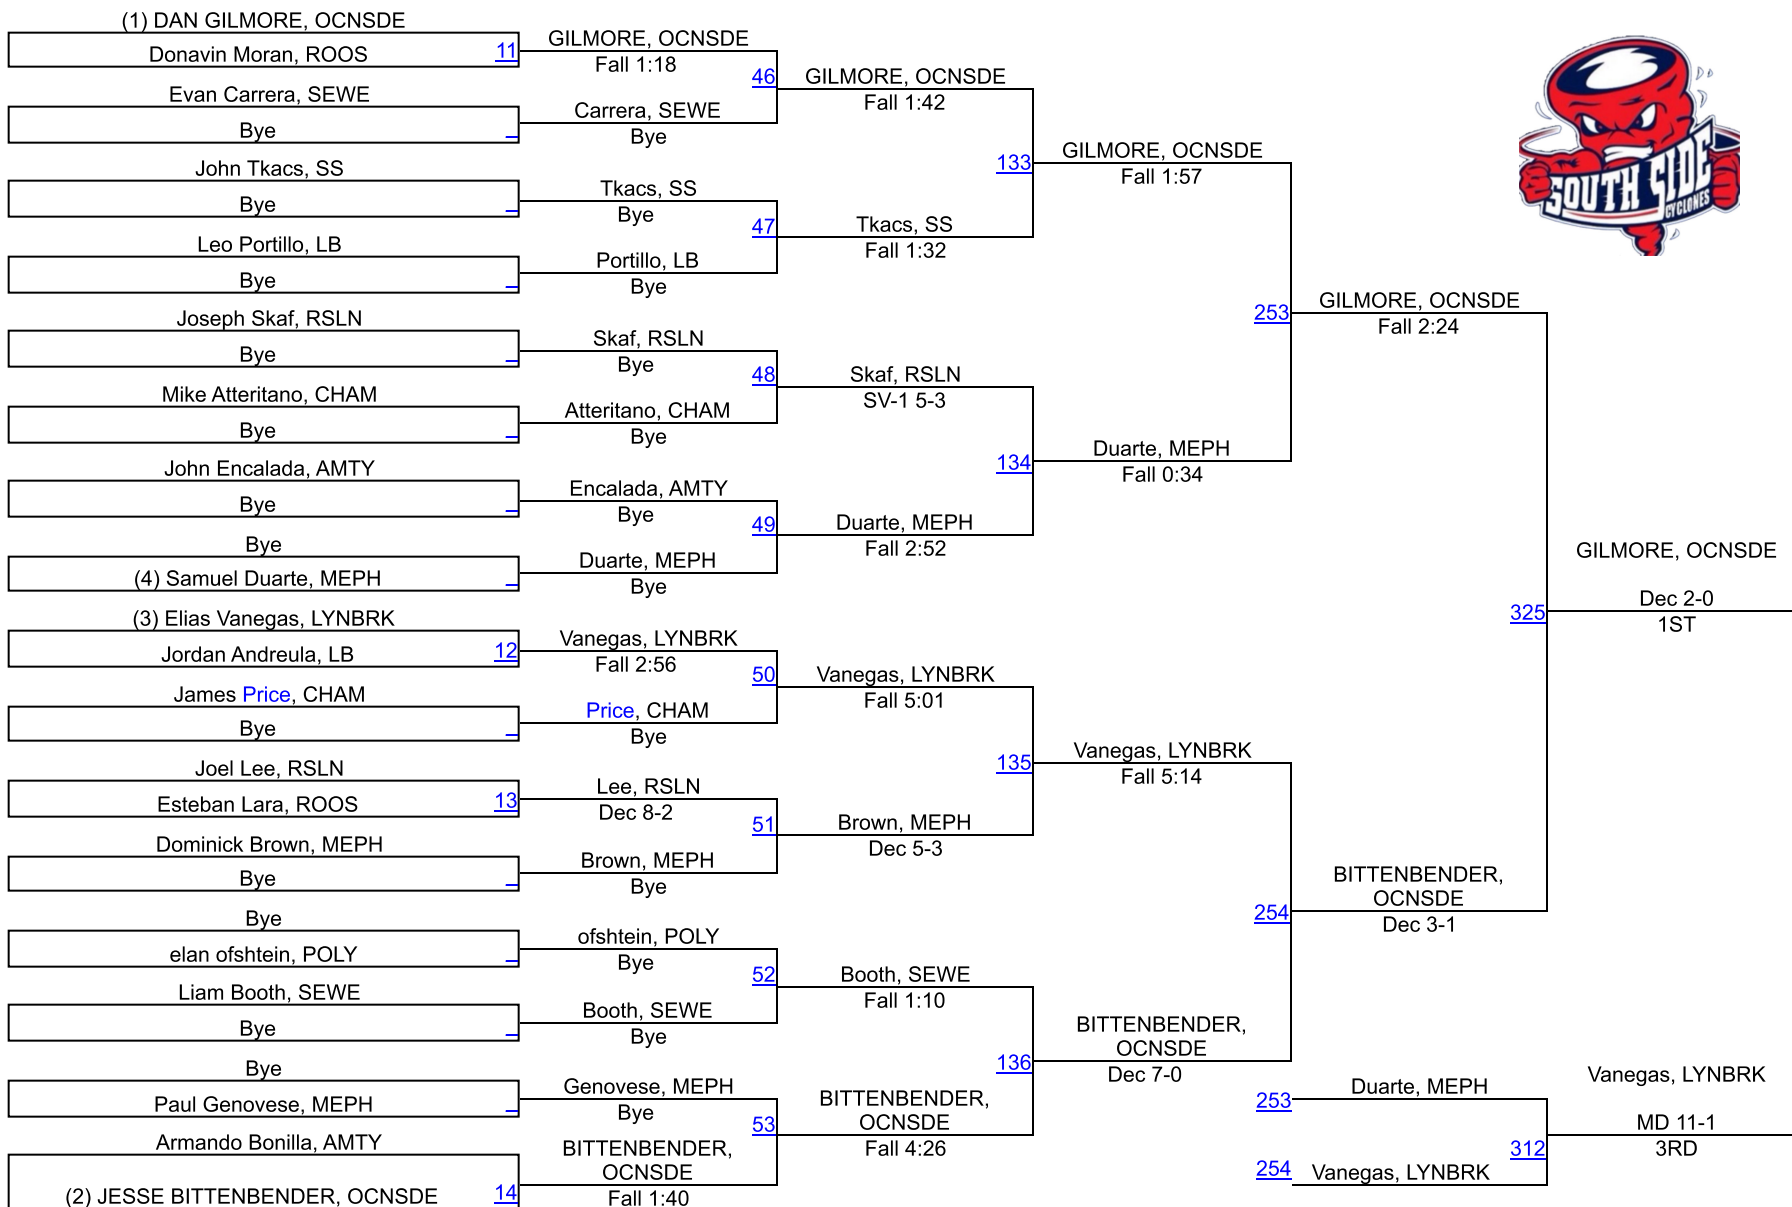 (1) DAN GILMORE, OCNSDE
Donavin Moran, ROOS 11
Evan Carrera, SEWE
Bye
John Tkacs, SS
Bye
Leo Portillo, LB
Bye
Joseph Skaf, RSLN
Bye
Mike Atteritano, CHAM
Bye
John Encalada, AMTY
Bye
Bye
(4) Samuel Duarte, MEPH
(3) Elias Vanegas, LYNBRK
Jordan Andreula, LB 12
James Price, CHAM
Bye
Joel Lee, RSLN
Esteban Lara, ROOS 13
Dominick Brown, MEPH
Bye
Bye
elan ofshtein, POLY
Liam Booth, SEWE
Bye
Bye
Paul Genovese, MEPH
Armando Bonilla, AMTY
(2) JESSE BITTENBENDER, OCNSDE 14
GILMORE, OCNSDE
Fall 1:18
46
Carrera, SEWE
Bye
Tkacs, SS
Bye
47
Portillo, LB
Bye
Skaf, RSLN
Bye
48
Atteritano, CHAM
Bye
Encalada, AMTY
Bye
49
Duarte, MEPH
Bye
Vanegas, LYNBRK
Fall 2:56
50
Price, CHAM
Bye
Lee, RSLN
Dec 8-2
51
Brown, MEPH
Bye
ofshtein, POLY
Bye
52
Booth, SEWE
Bye
Genovese, MEPH
Bye
53
BITTENBENDER,
OCNSDE
Fall 1:40
GILMORE, OCNSDE
Fall 1:42
133
Tkacs, SS
Fall 1:32
Skaf, RSLN
SV-1 5-3
134
Duarte, MEPH
Fall 2:52
Vanegas, LYNBRK
Fall 5:01
135
Brown, MEPH
Dec 5-3
Booth, SEWE
Fall 1:10
136
BITTENBENDER,
OCNSDE
Fall 4:26
GILMORE, OCNSDE
Fall 1:57
253
Duarte, MEPH
Fall 0:34
Vanegas, LYNBRK
Fall 5:14
254
BITTENBENDER,
OCNSDE
Dec 7-0
GILMORE, OCNSDE
Fall 2:24
325
BITTENBENDER,
OCNSDE
Dec 3-1
GILMORE, OCNSDE
Dec 2-0
1ST
253
Duarte, MEPH
312
254
Vanegas, LYNBRK
Vanegas, LYNBRK
MD 11-1
3RD
SOUTH SIDE
CYCLONES